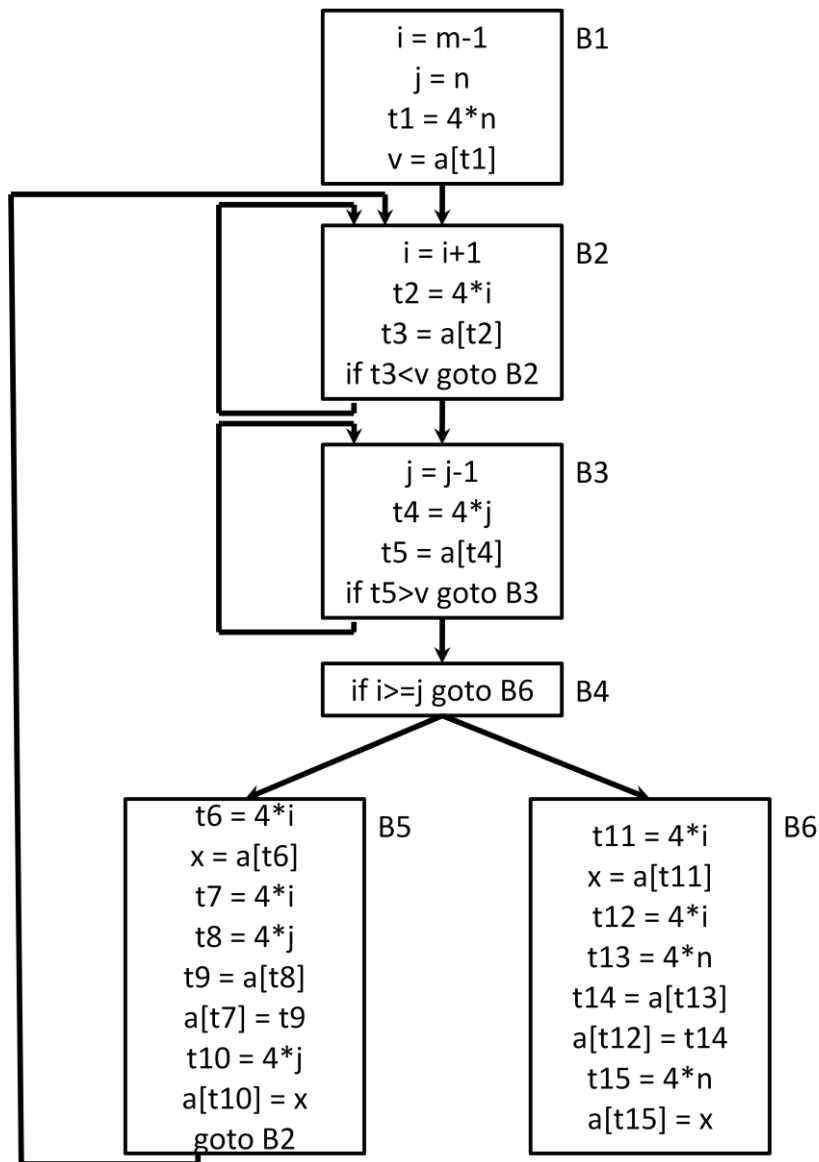 i = m-1
j = n
t1 = 4*n
v = a[t1]
B1
i = i+1
t2 = 4*i
t3 = a[t2]
if t3<v goto B2
B2
j = j-1
t4 = 4*j
t5 = a[t4]
if t5>v goto B3
B3
if i>=j goto B6
B4
t6 = 4*i
x = a[t6]
t7 = 4*i
t8 = 4*j
t9 = a[t8]
a[t7] = t9
t10 = 4*j
a[t10] = x
goto B2
B5
t11 = 4*i
x = a[t11]
t12 = 4*i
t13 = 4*n
t14 = a[t13]
a[t12] = t14
t15 = 4*n
a[t15] = x
B6